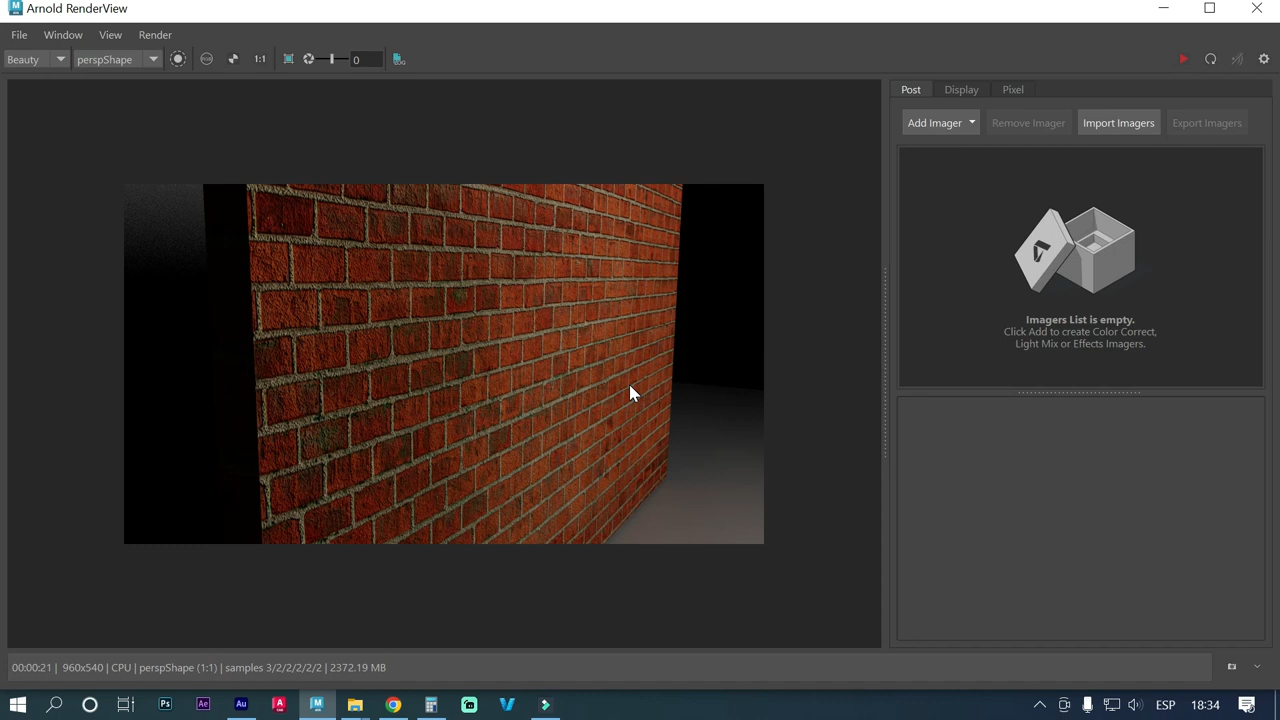 Arnold RenderView
File Window View Render
Beauty perspShape 1:1 0
Post Display Pixel
Add Imager Remove Imager Import Imagers Export Imagers
Imagers List is empty.
Click Add to create Color Correct,
Light Mix or Effects Imagers.
00:00:21 | 960x540 | CPU | perspShape (1:1) | samples 3/2/2/2/2/2 | 2372.19 MB
Ps Ae Au A M ESP 18:34